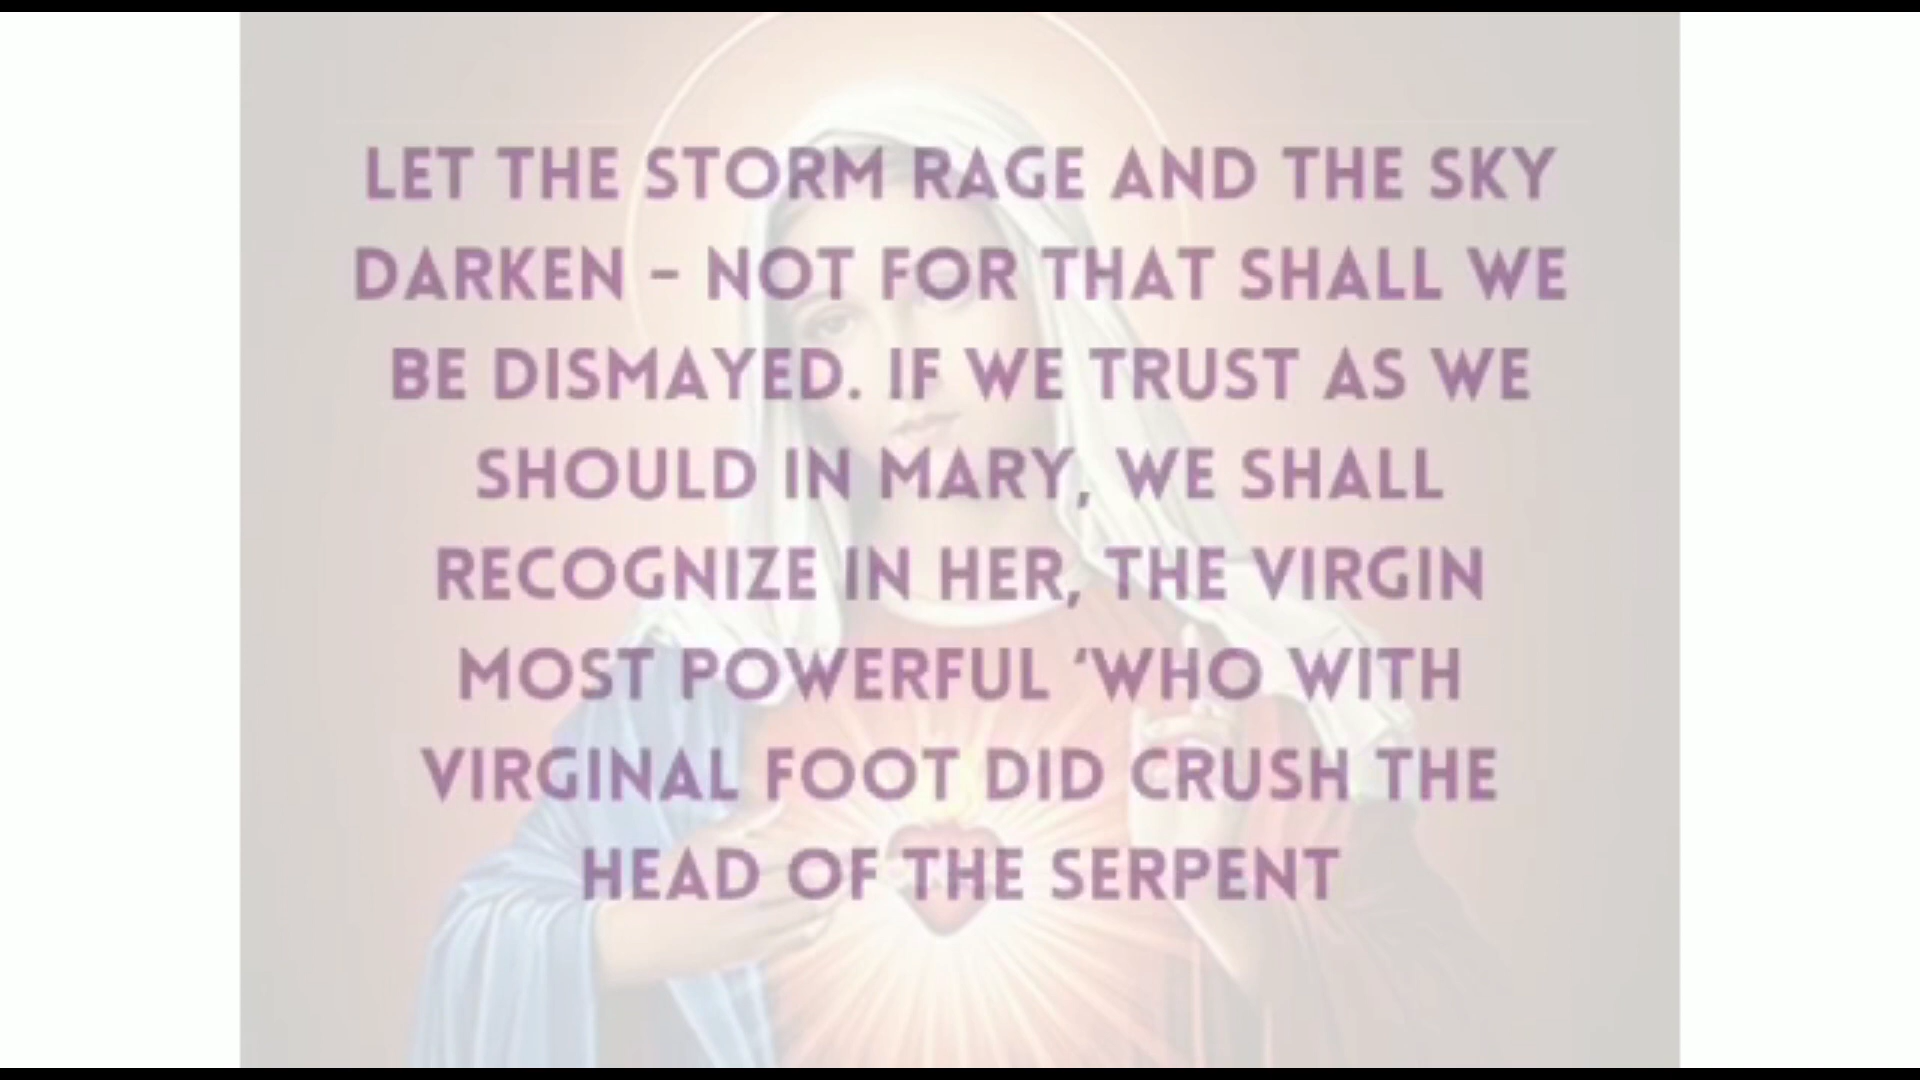 LET THE STORM RAGE AND THE SKY
DARKEN - NOT FOR THAT SHALL WE
BE DISMAYED. IF WE TRUST AS WE
SHOULD IN MARY, WE SHALL
RECOGNIZE IN HER, THE VIRGIN
MOST POWERFUL ‘WHO WITH
VIRGINAL FOOT DID CRUSH THE
HEAD OF THE SERPENT